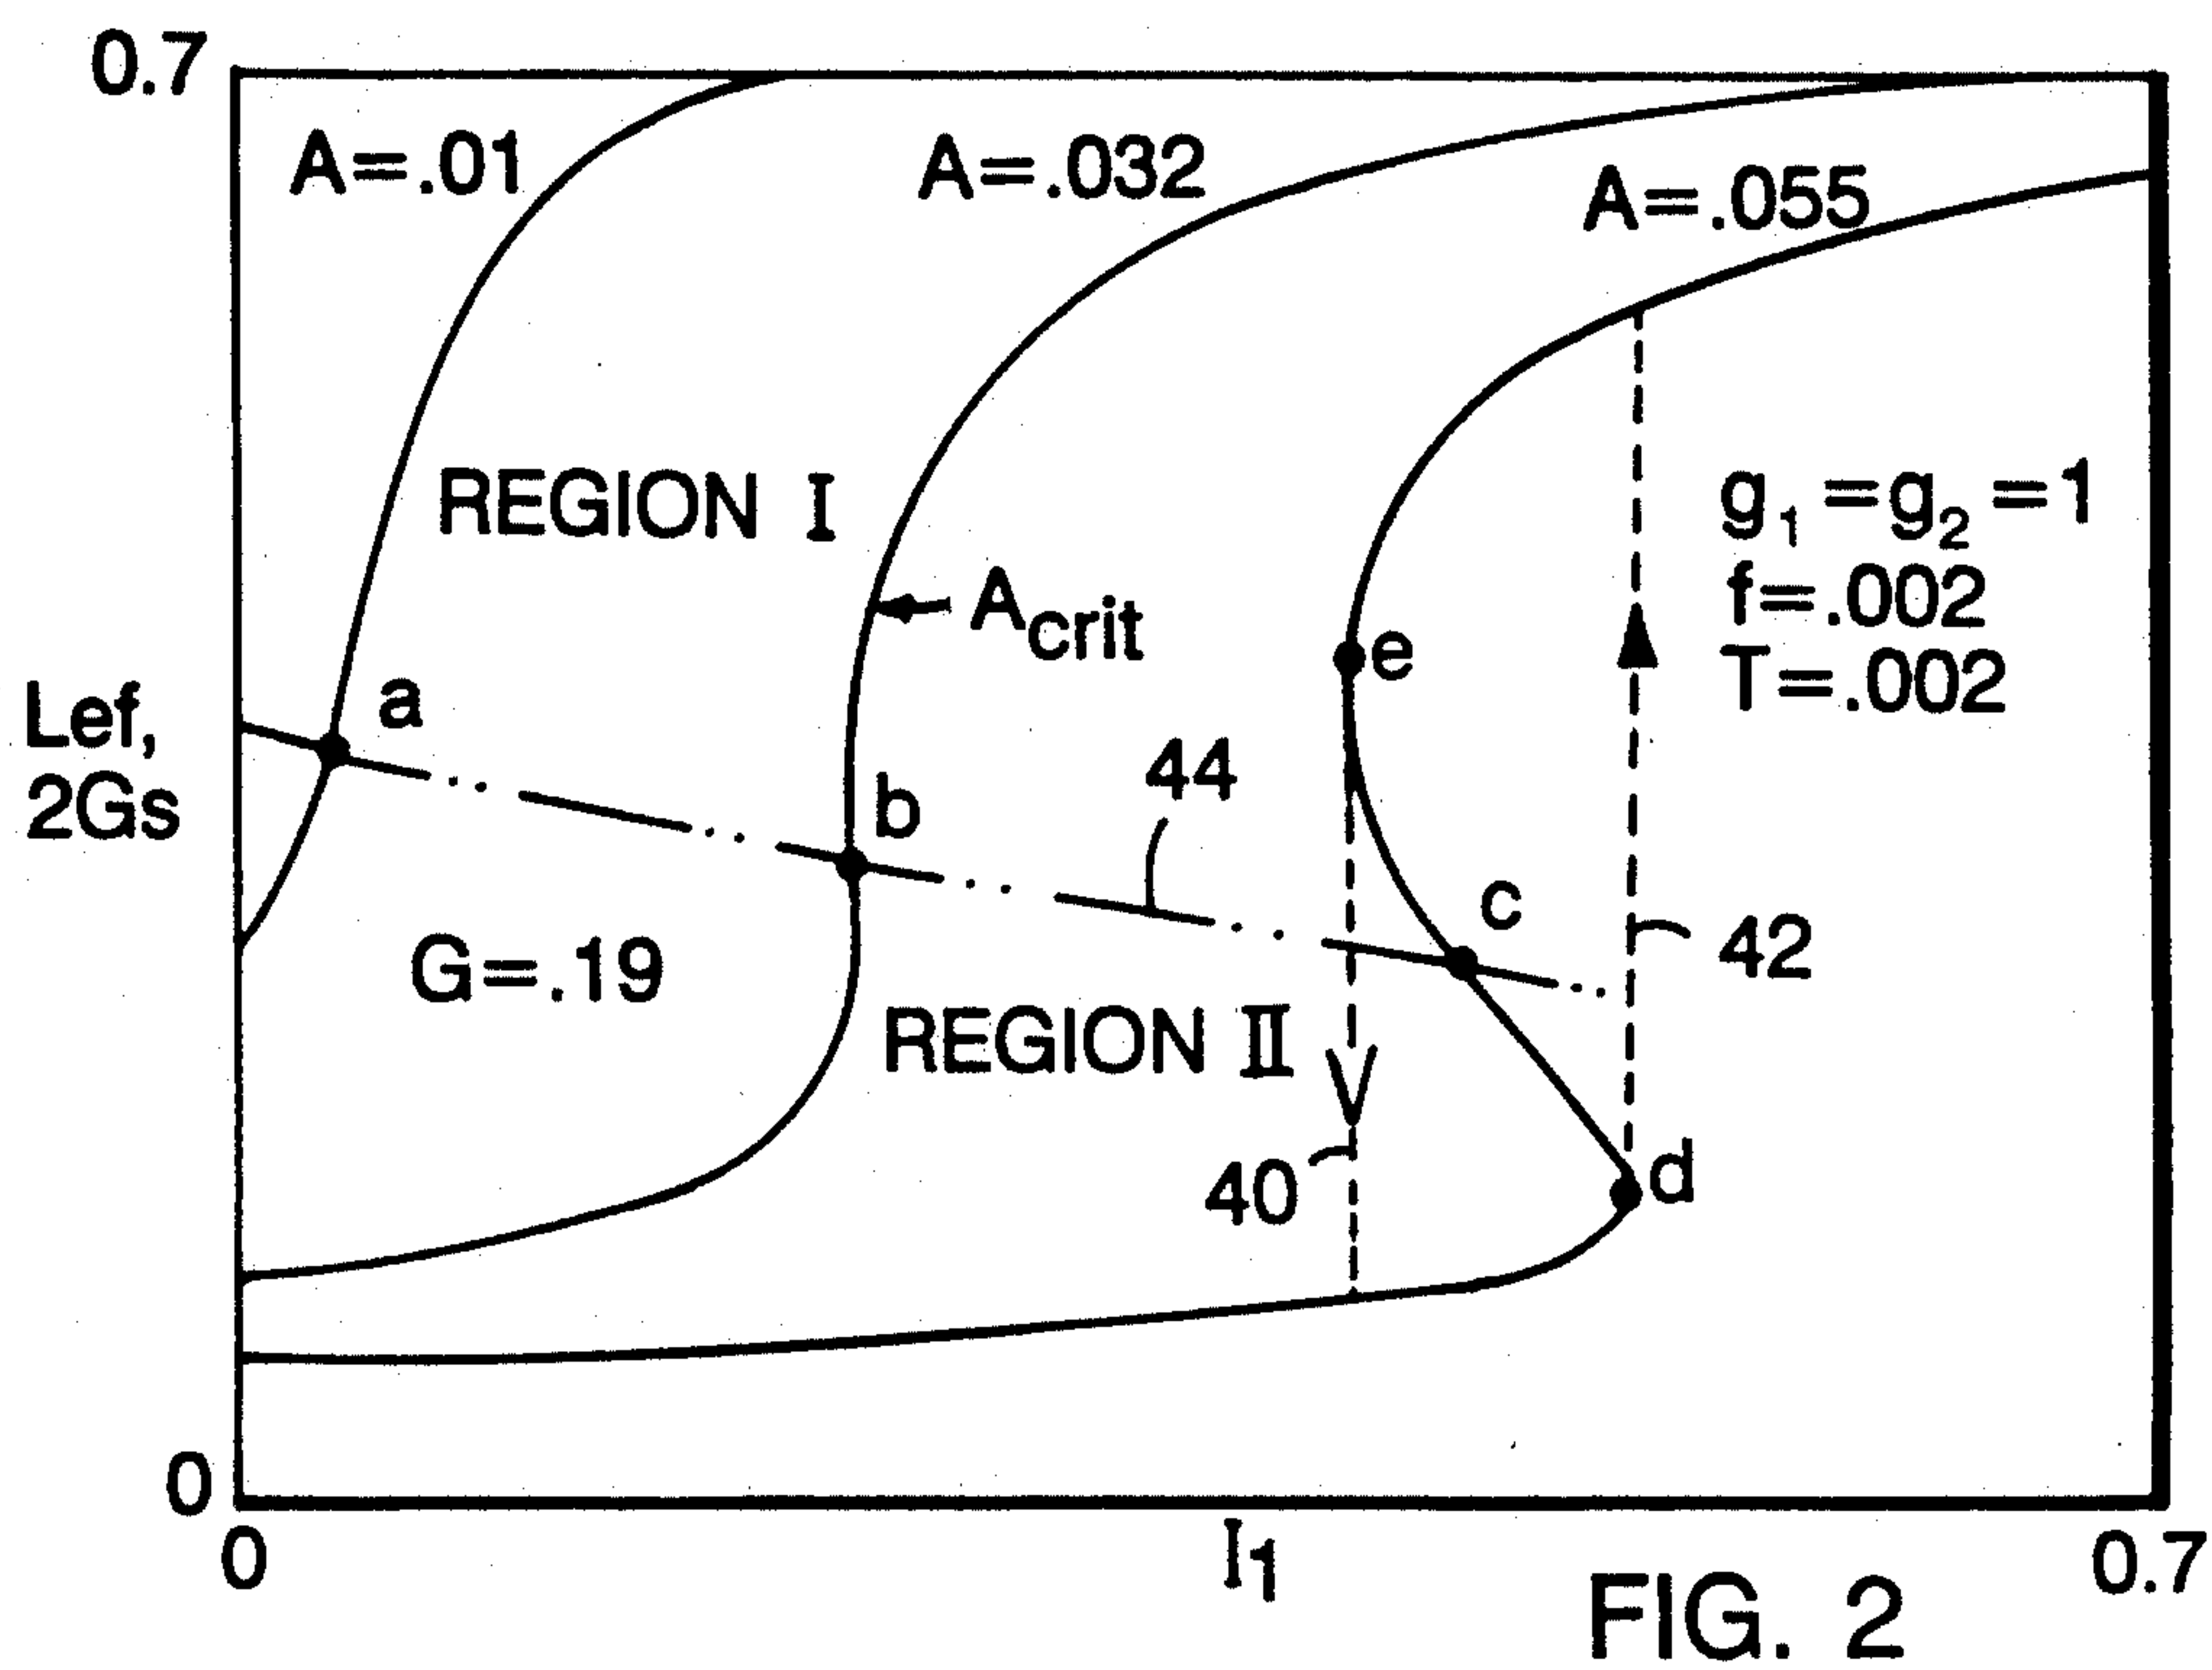 0.7
A=.01
A=.032
A=.055
REGION I
g₁=g₂=1
f=.002
T=.002
Acrit
e
Lef,
2Gs
a
b
44
c
42
G=.19
REGION II
40
d
0
0
I₁
0.7
FIG. 2